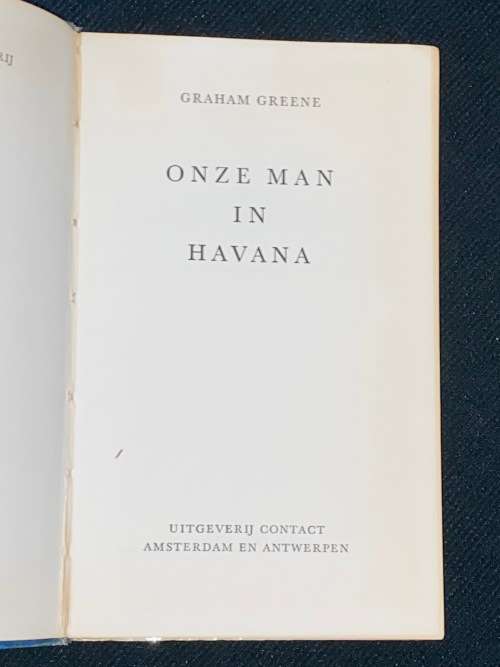 GRAHAM GREENE
ONZE MAN
IN
HAVANA
UITGEVERIJ CONTACT
AMSTERDAM EN ANTWERPEN